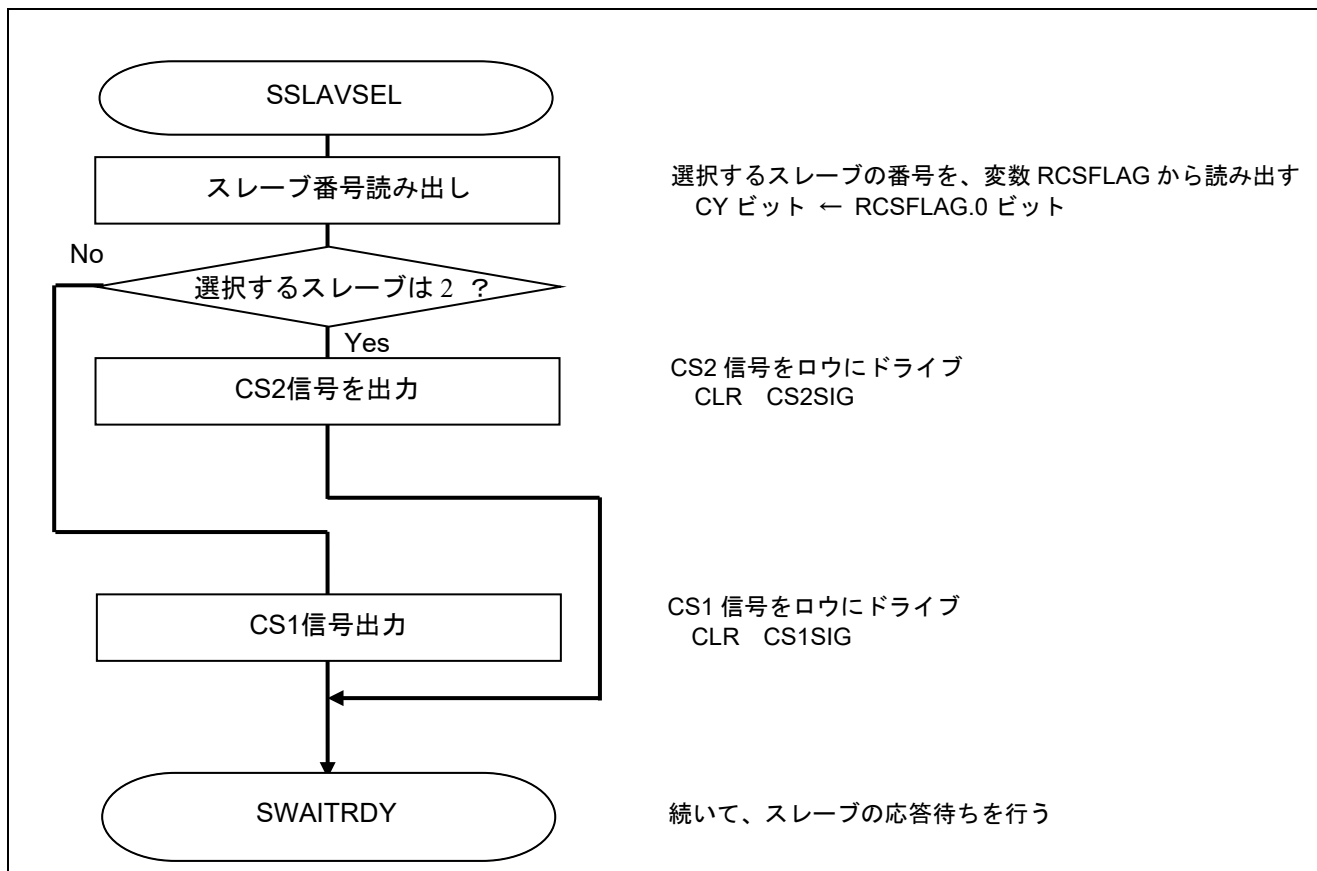 SSLAVSEL
スレーブ番号読み出し
選択するスレーブの番号を、変数 RCSFLAG から読み出す
CY ビット ← RCSFLAG.0 ビット
No
選択するスレーブは 2 ？
Yes
CS2信号を出力
CS2 信号をロウにドライブ
CLR CS2SIG
CS1信号出力
CS1 信号をロウにドライブ
CLR CS1SIG
SWAITRDY
続いて、スレーブの応答待ちを行う